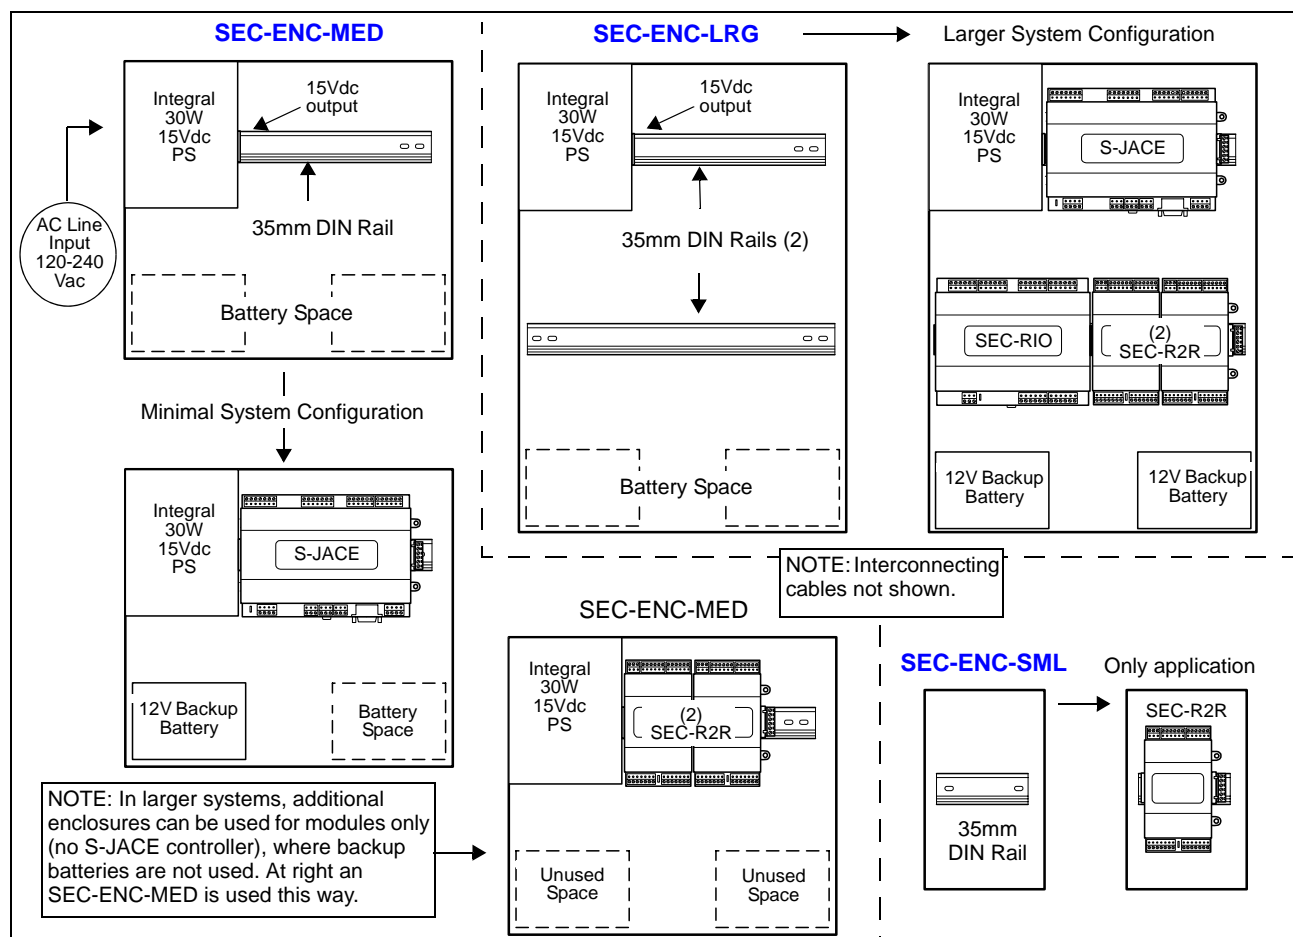 SEC-ENC-MED
Integral
30W
15Vdc
PS
15Vdc
output
35mm DIN Rail
AC Line
Input
120-240
Vac
Battery Space
Minimal System Configuration
Integral
30W
15Vdc
PS
S-JACE
12V Backup
Battery
Battery
Space
NOTE: In larger systems, additional
enclosures can be used for modules only
(no S-JACE controller), where backup
batteries are not used. At right an
SEC-ENC-MED is used this way.
SEC-ENC-LRG
Larger System Configuration
Integral
30W
15Vdc
PS
15Vdc
output
35mm DIN Rails (2)
Battery Space
Integral
30W
15Vdc
PS
S-JACE
SEC-RIO
(2)
SEC-R2R
12V Backup
Battery
12V Backup
Battery
NOTE: Interconnecting
cables not shown.
SEC-ENC-MED
Integral
30W
15Vdc
PS
(2)
SEC-R2R
Unused
Space
Unused
Space
SEC-ENC-SML
Only application
35mm
DIN Rail
SEC-R2R